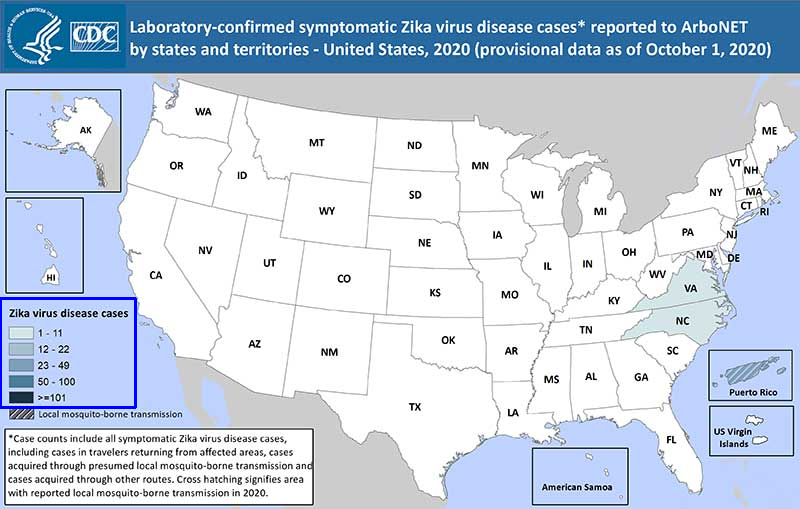 DEPARTMENT OF HEALTH & HUMAN SERVICES • USA
CDC
Laboratory-confirmed symptomatic Zika virus disease cases* reported to ArboNET
by states and territories - United States, 2020 (provisional data as of October 1, 2020)
AK
WA
MT
ND
MN
ME
OR
ID
SD
WI
MI
VT
NH
NY
MA
CT
RI
WY
IA
PA
NJ
NV
NE
IL
IN
OH
MD
DE
HI
CA
UT
CO
KS
MO
WV
VA
KY
NC
TN
AZ
NM
OK
AR
SC
MS
AL
GA
TX
LA
FL
Zika virus disease cases
1 - 11
12 - 22
23 - 49
50 - 100
>=101
Local mosquito-borne transmission
Puerto Rico
US Virgin
Islands
American Samoa
*Case counts include all symptomatic Zika virus disease cases,
including cases in travelers returning from affected areas, cases
acquired through presumed local mosquito-borne transmission and
cases acquired through other routes. Cross hatching signifies area
with reported local mosquito-borne transmission in 2020.